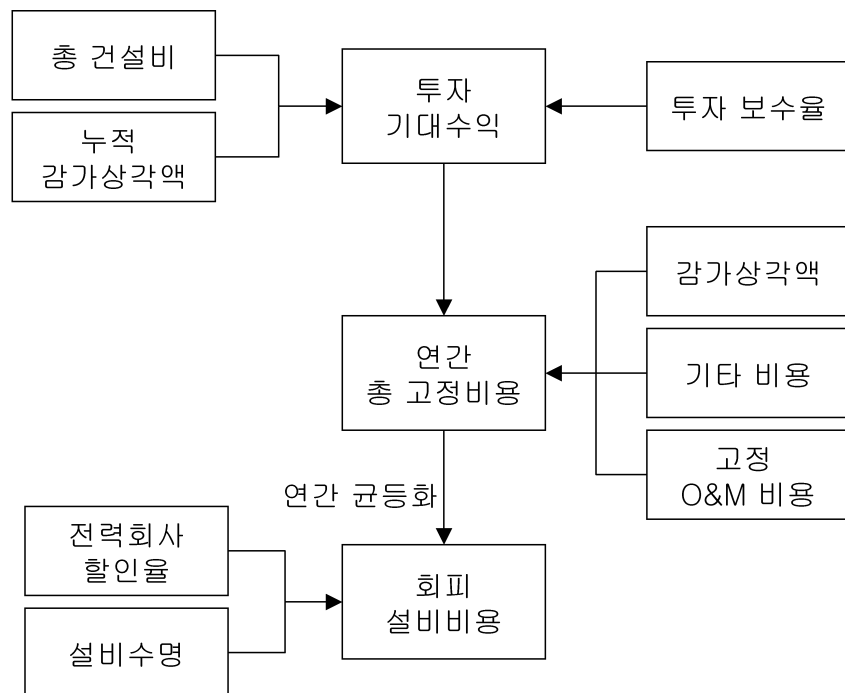 총 건설비
누적
감가상각액
투자
기대수익
투자 보수율
감가상각액
기타 비용
고정
O&M 비용
연간
총 고정비용
연간 균등화
전력회사
할인율
설비수명
회피
설비비용